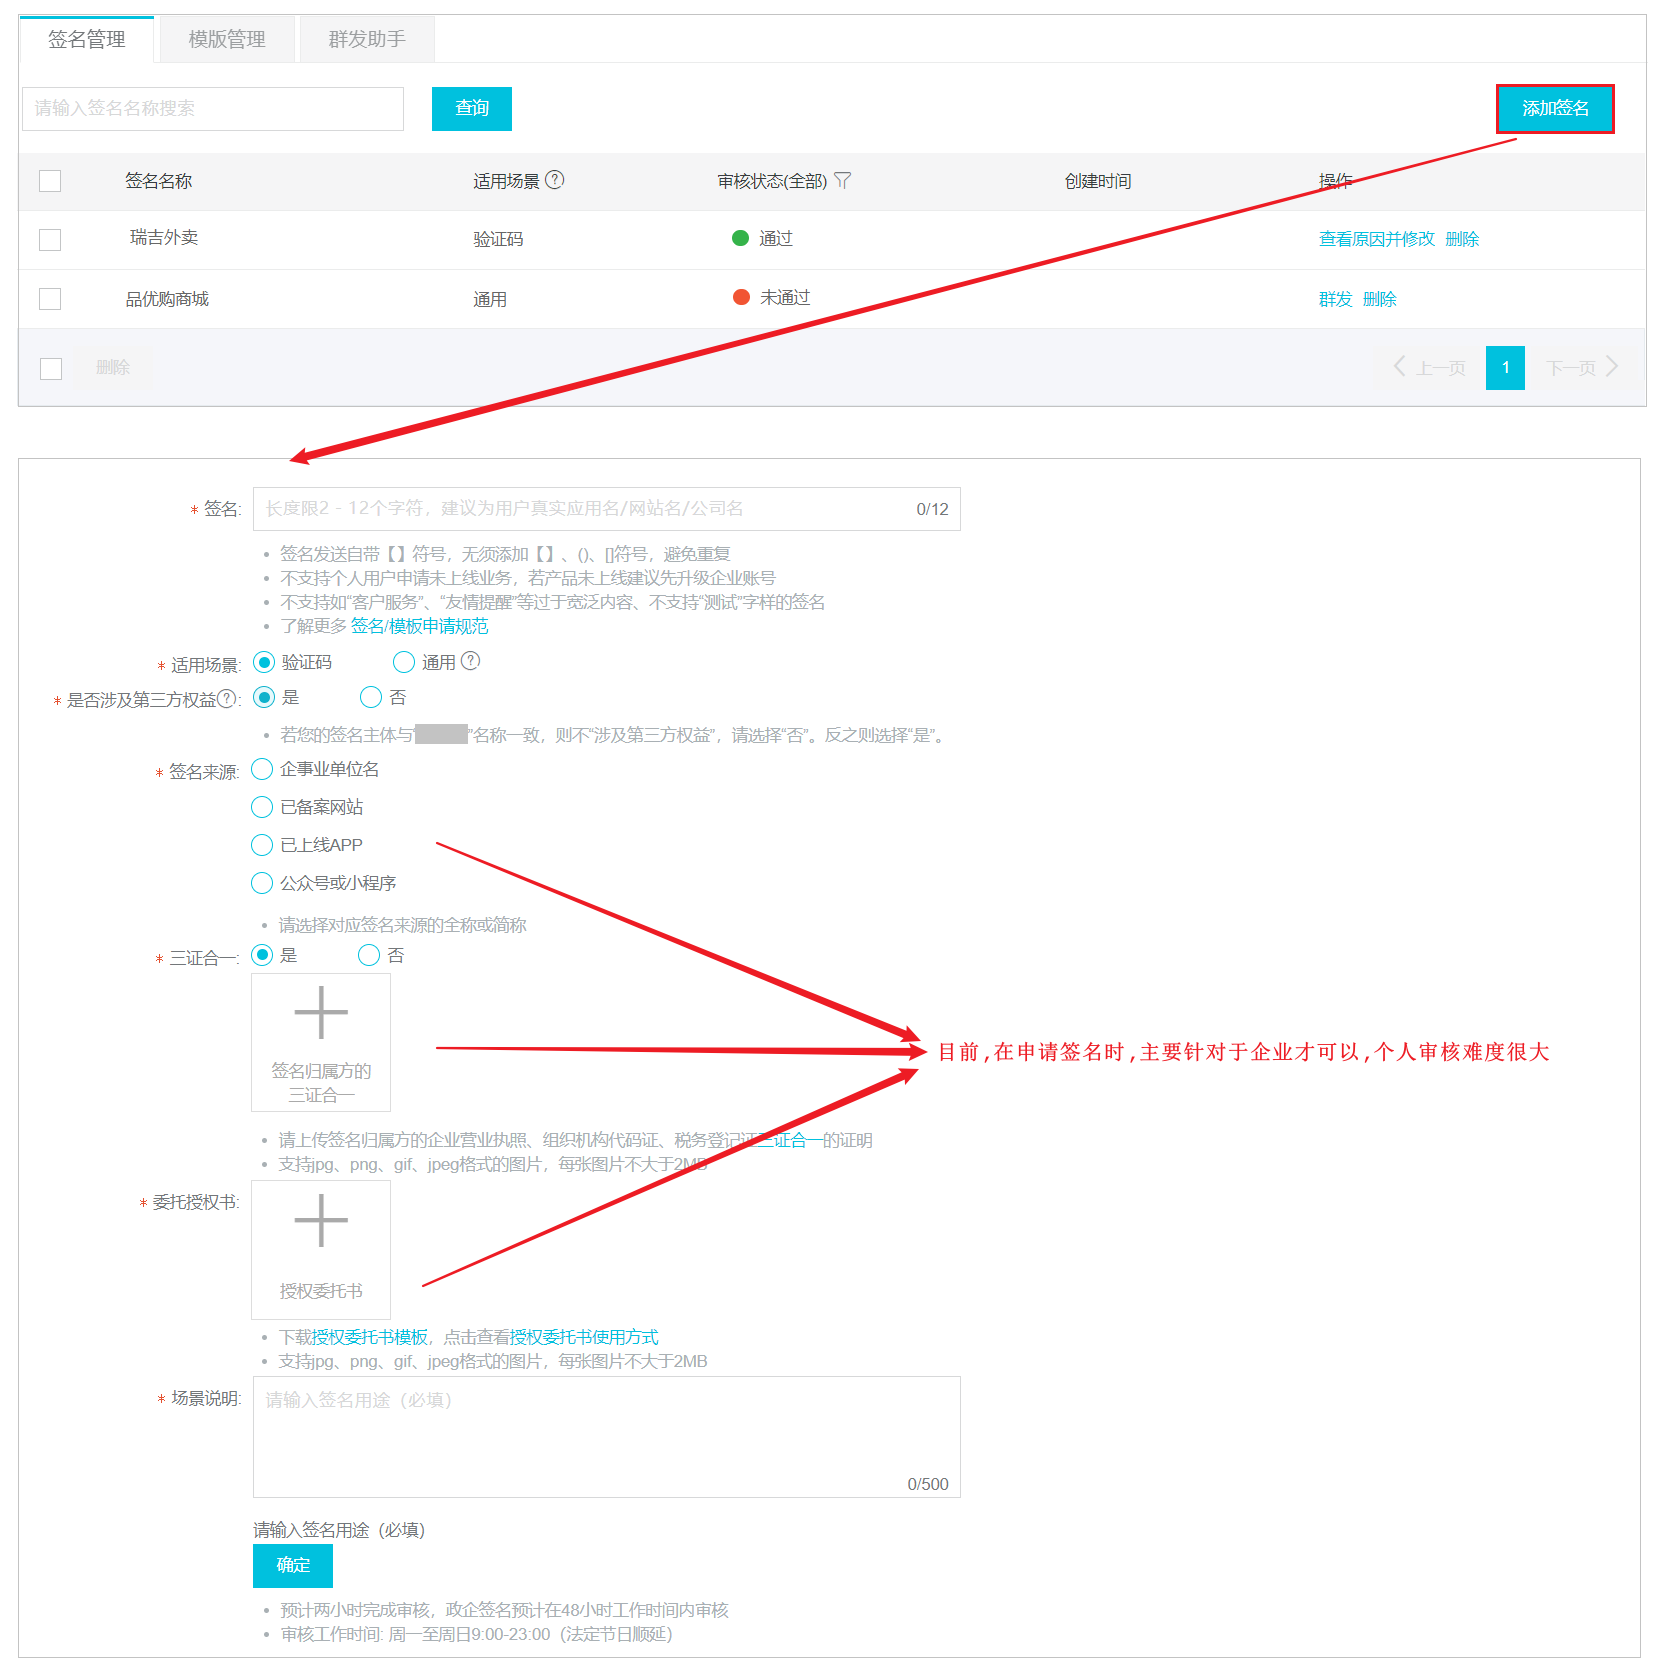 签名管理 模版管理 群发助手
请输入签名名称搜索 查询 添加签名
签名名称 适用场景 ? 审核状态(全部) 创建时间 操作
瑞吉外卖 验证码 通过 查看原因并修改 删除
品优购商城 通用 未通过 群发 删除
删除 上一页 1 下一页
* 签名: 长度限2 - 12个字符，建议为用户真实应用名/网站名/公司名 0/12
• 签名发送自带【】符号，无须添加【】、()、[]符号，避免重复
• 不支持个人用户申请未上线业务，若产品未上线建议先升级企业账号
• 不支持如“客户服务”、“友情提醒”等过于宽泛内容、不支持“测试”字样的签名
• 了解更多 签名/模板申请规范
* 适用场景: 验证码 通用 ?
* 是否涉及第三方权益?: 是 否
• 若您的签名主体与“ ”名称一致，则不“涉及第三方权益”，请选择“否”。反之则选择“是”。
* 签名来源: 企事业单位名
已备案网站
已上线APP
公众号或小程序
• 请选择对应签名来源的全称或简称
* 三证合一: 是 否
签名归属方的
三证合一
目前,在申请签名时,主要针对于企业才可以,个人审核难度很大
• 请上传签名归属方的企业营业执照、组织机构代码证、税务登记证三证合一的证明
• 支持jpg、png、gif、jpeg格式的图片，每张图片不大于2MB
* 委托授权书:
授权委托书
• 下载授权委托书模板，点击查看授权委托书使用方式
• 支持jpg、png、gif、jpeg格式的图片，每张图片不大于2MB
* 场景说明: 请输入签名用途（必填）
0/500
请输入签名用途（必填）
确定
• 预计两小时完成审核，政企签名预计在48小时工作时间内审核
• 审核工作时间: 周一至周日9:00-23:00（法定节日顺延）